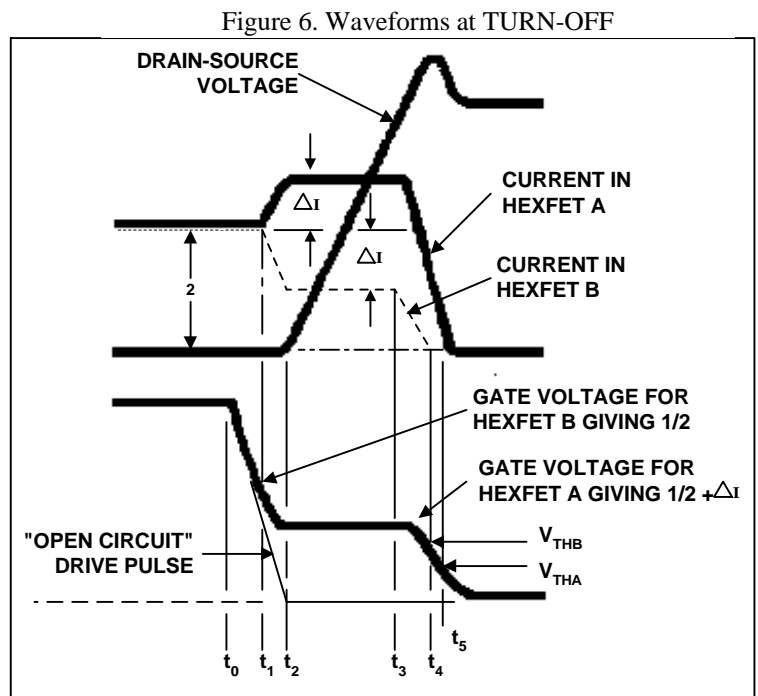 Figure 6. Waveforms at TURN-OFF
DRAIN-SOURCE
VOLTAGE
△I
△I
CURRENT IN
HEXFET A
2
CURRENT IN
HEXFET B
GATE VOLTAGE FOR
HEXFET B GIVING 1/2
GATE VOLTAGE FOR
HEXFET A GIVING 1/2 +△I
"OPEN CIRCUIT"
DRIVE PULSE
VTHB
VTHA
t0 t1 t2 t3 t4 t5